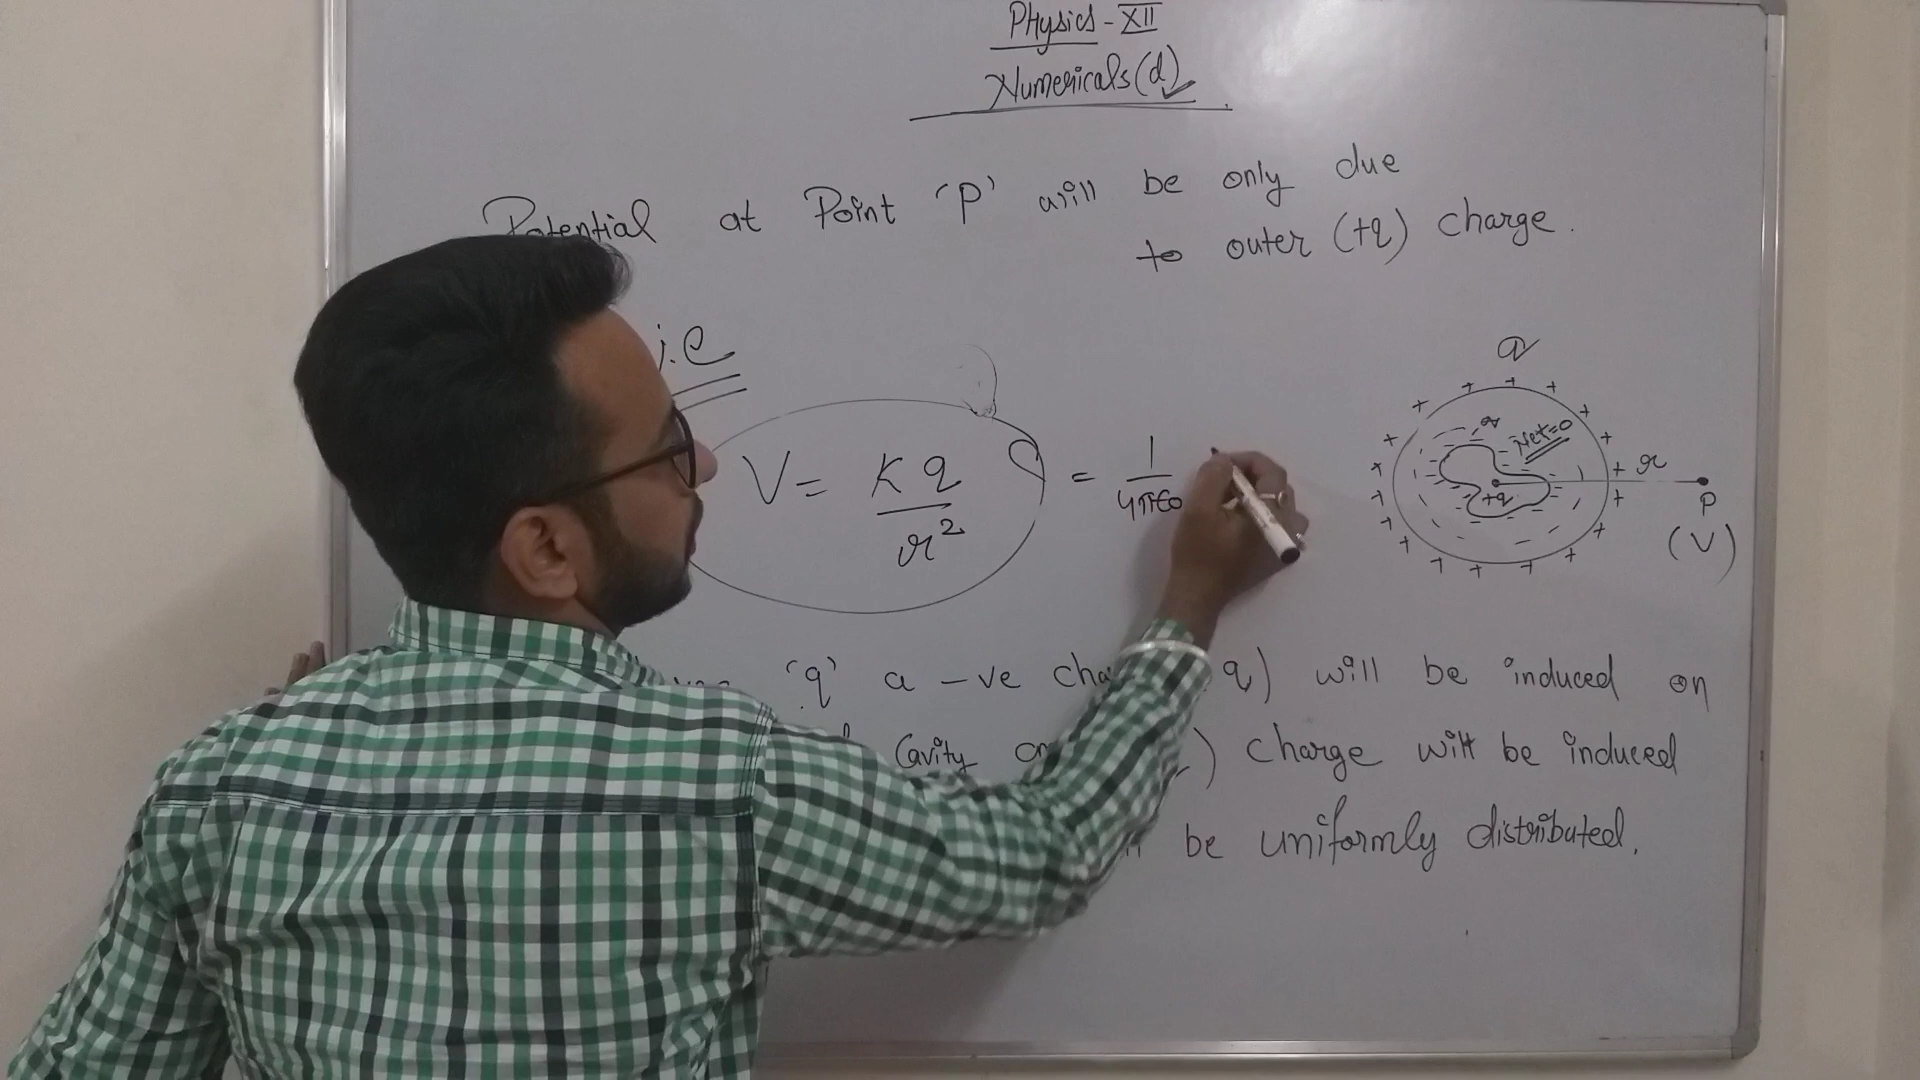 Physics - XII
Numericals (d)
Potential at Point 'P' will be only due
to outer (+q) charge.
i.e
V = Kq/r² = 1/4πε0
q
q
Net=0
+q
r
P
(V)
'q' a -ve q) will be induced on
Cavity ) charge will be induced
be uniformly distributed.